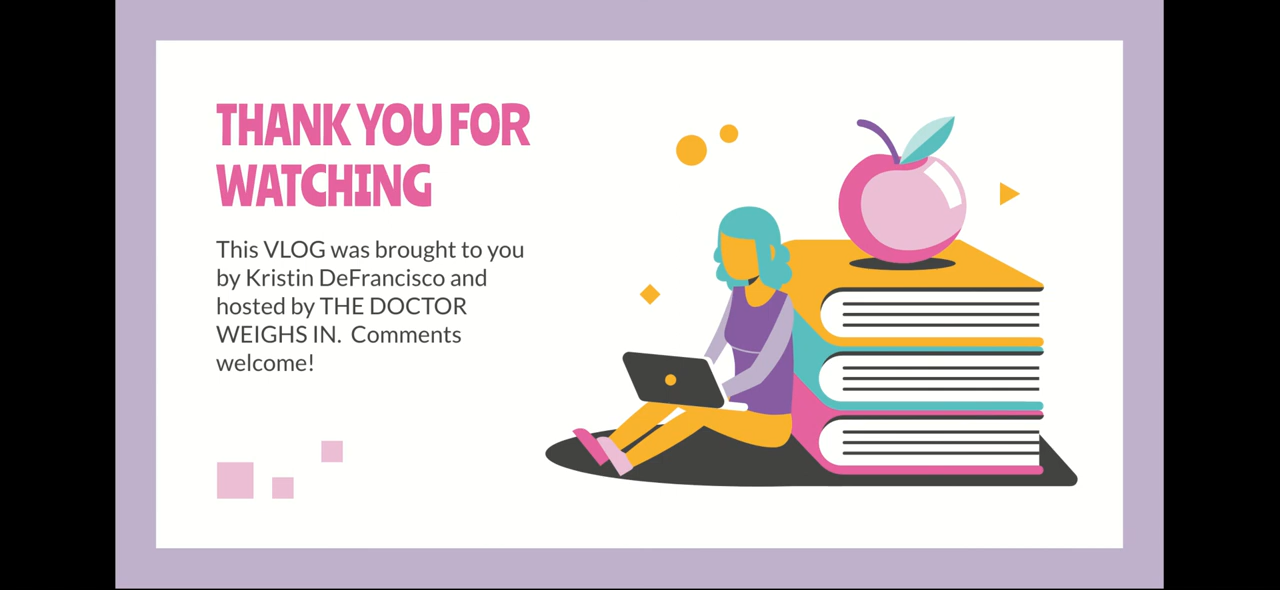 THANK YOU FOR
WATCHING
This VLOG was brought to you
by Kristin DeFrancisco and
hosted by THE DOCTOR
WEIGHS IN.  Comments
welcome!